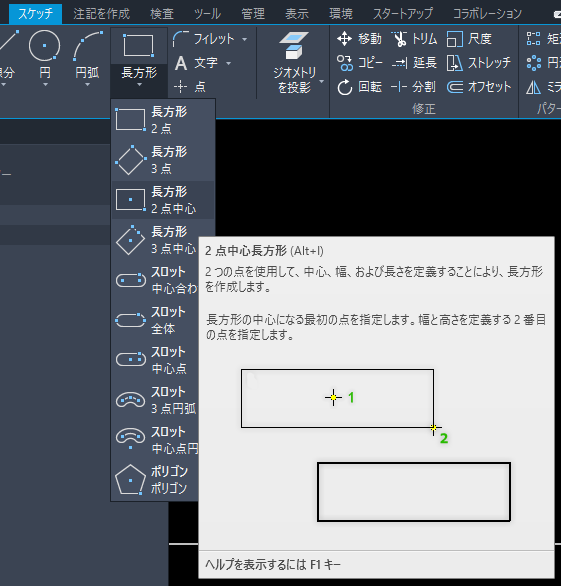 スケッチ 注記を作成 検査 ツール 管理 表示 環境 スタートアップ コラボレーション
フィレット 移動 トリム 尺度
文字 コピー 延長 ストレッチ
円 円弧 長方形 ジオメトリ
を投影
点 回転 分割 オフセット
修正
長方形
2 点
長方形
3 点
長方形
2 点中心
長方形
3 点中心
スロット
中心合わ
スロット
全体
スロット
中心点
スロット
3 点円弧
スロット
中心点円
ポリゴン
ポリゴン
2 点中心長方形 (Alt+I)
2 つの点を使用して、中心、幅、および長さを定義することにより、長方形
を作成します。
長方形の中心になる最初の点を指定します。幅と高さを定義する 2 番目
の点を指定します。
1
2
ヘルプを表示するには F1 キー